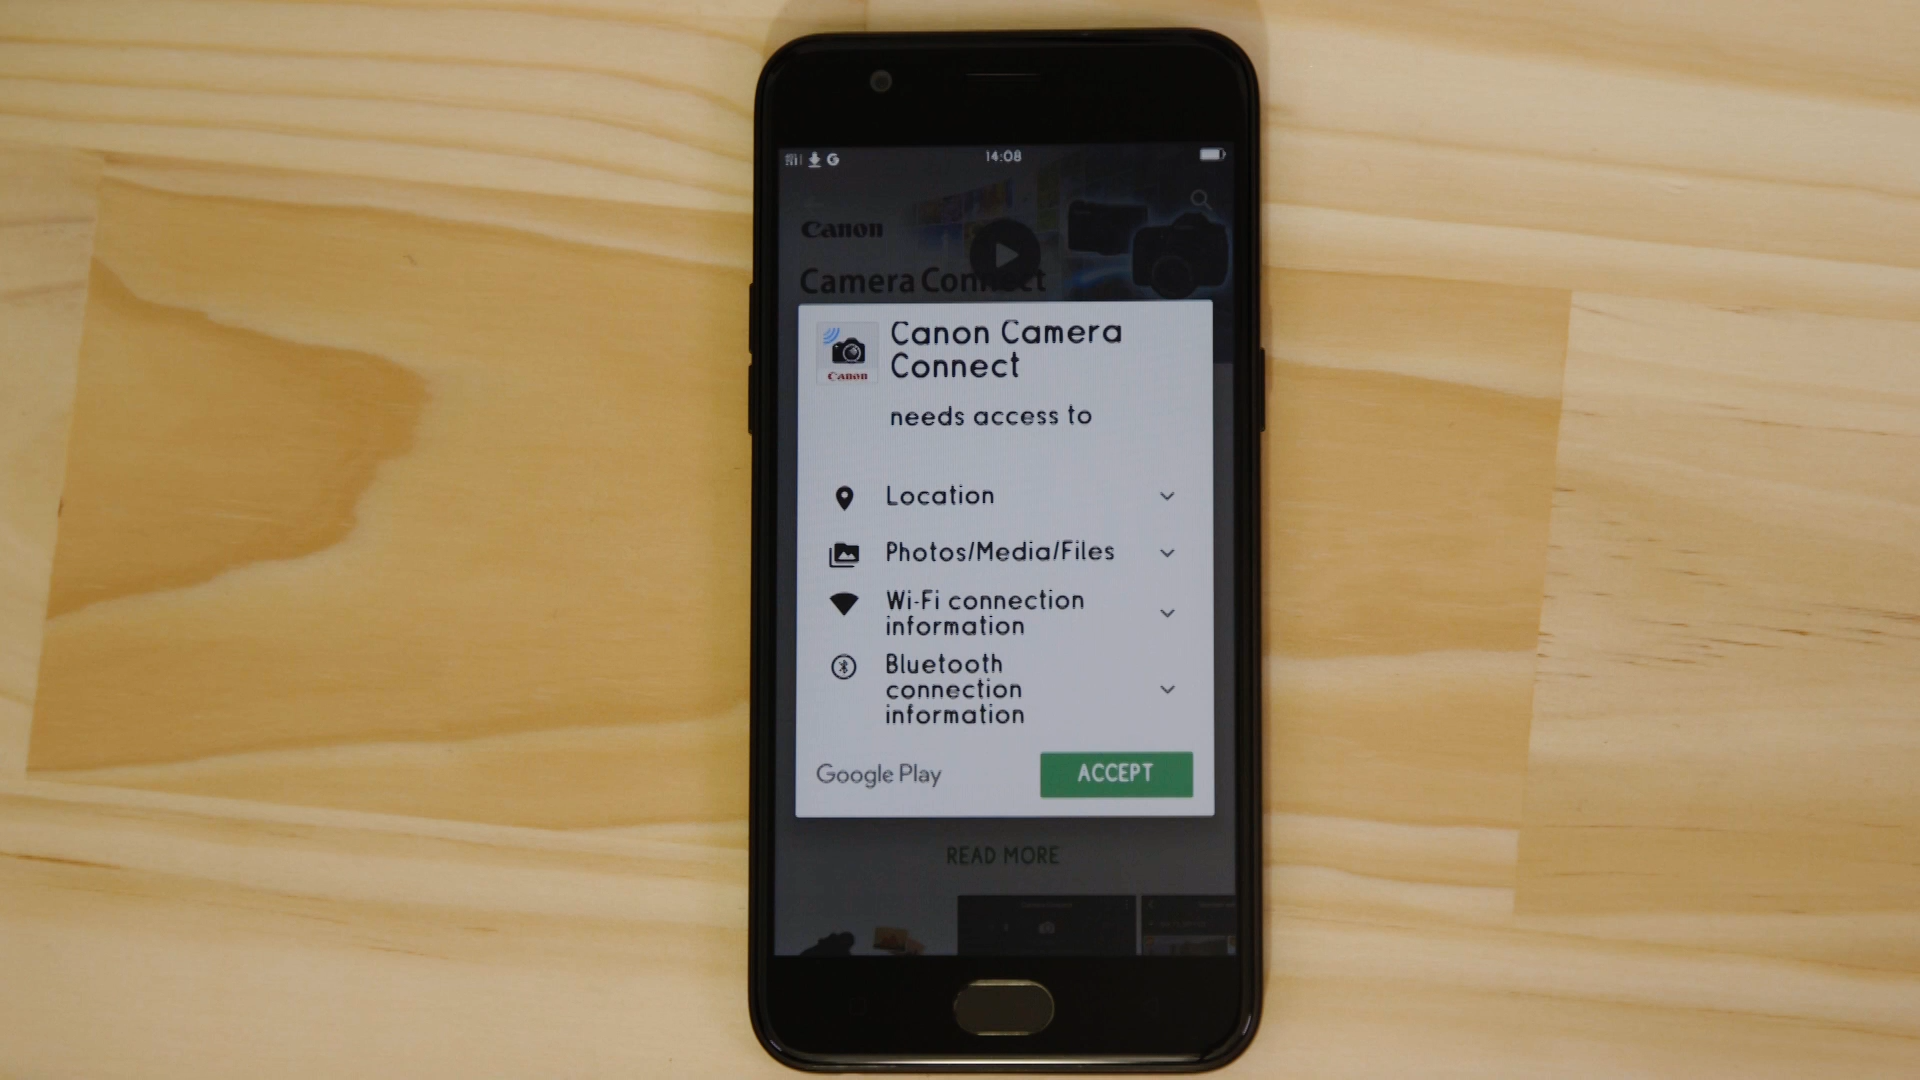 14:08
Canon
Camera Connect
Canon Camera
Connect
Canon
needs access to
Location
Photos/Media/Files
Wi-Fi connection
information
Bluetooth
connection
information
Google Play
ACCEPT
READ MORE